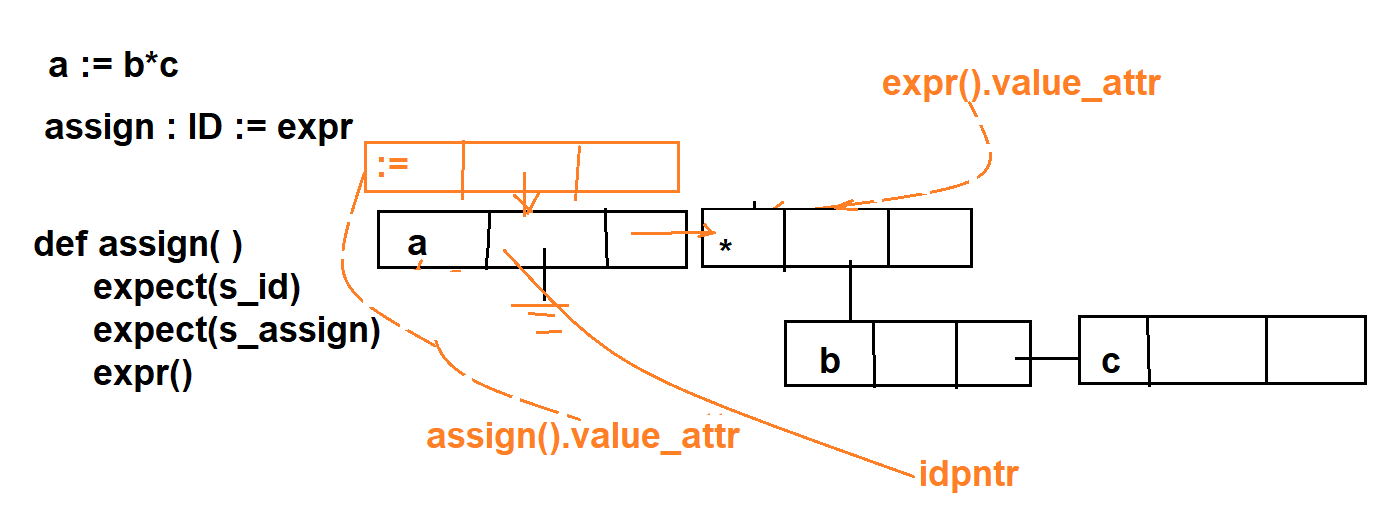 a := b*c
expr().value_attr
assign : ID := expr
:=
def assign( )
a
*
expect(s_id)
expect(s_assign)
b
c
expr()
assign().value_attr
idpntr